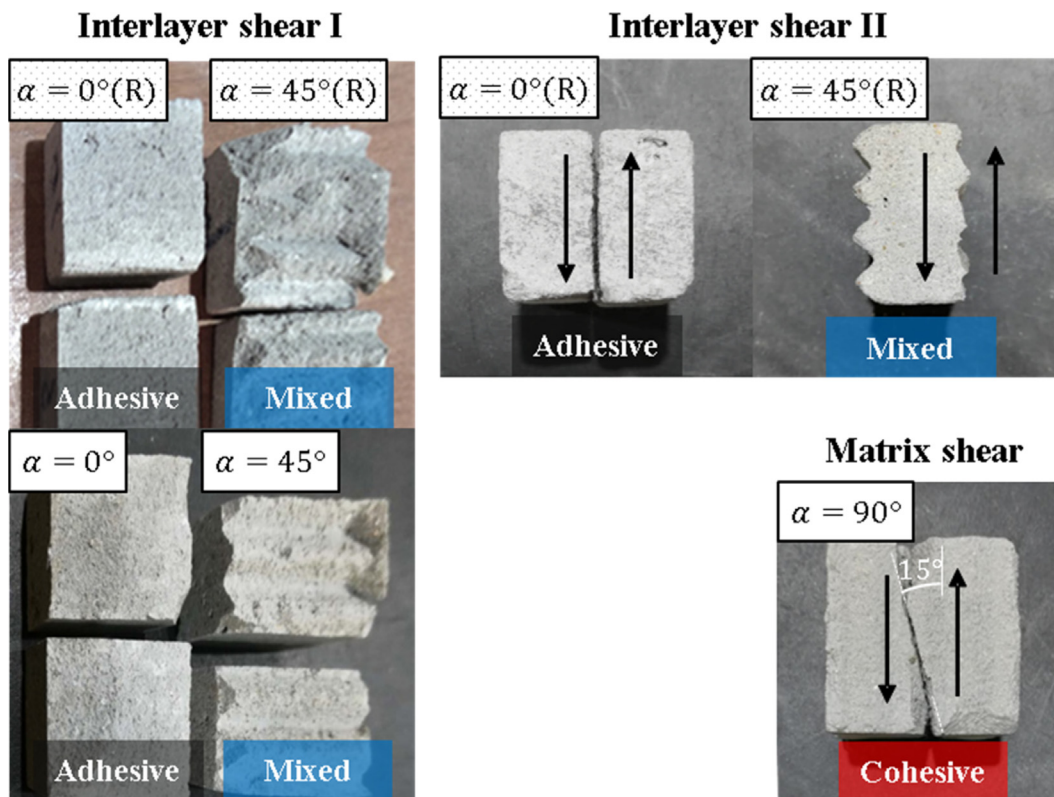 Interlayer shear I
α = 0°(R)
α = 45°(R)
Adhesive
Mixed
α = 0°
α = 45°
Adhesive
Mixed
Interlayer shear II
α = 0°(R)
α = 45°(R)
Adhesive
Mixed
Matrix shear
α = 90°
15°
Cohesive